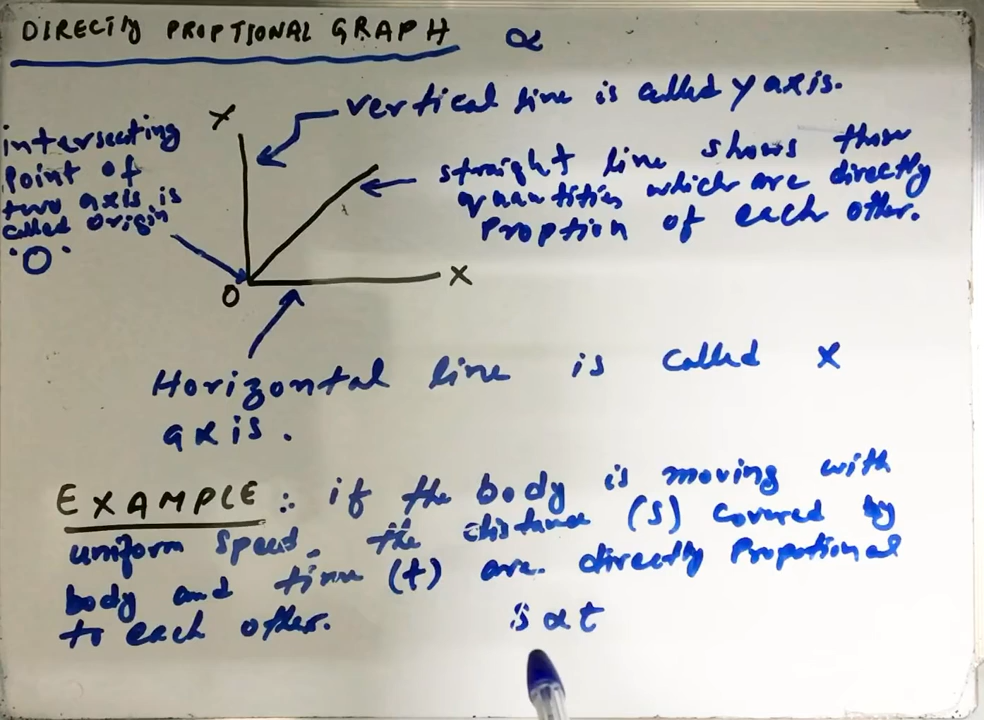 DIRECTLY PROPTIONAL GRAPH ∝
vertical line is called y axis.
intersecting
Point of
two axis is
called origin
"O"
straight line shows those
quantities which are directly
Proption of each other.
O
X
Horizontal line is called x
axis.
EXAMPLE: if the body is moving with
uniform speed, the distance (S) covered by
body and time (t) are directly Propotional
to each other.
S ∝ t